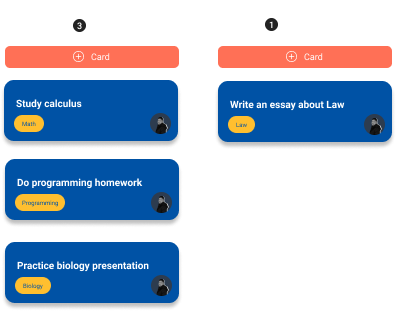 3
Card
Study calculus
Math
Do programming homework
Programming
Practice biology presentation
Biology
1
Card
Write an essay about Law
Law